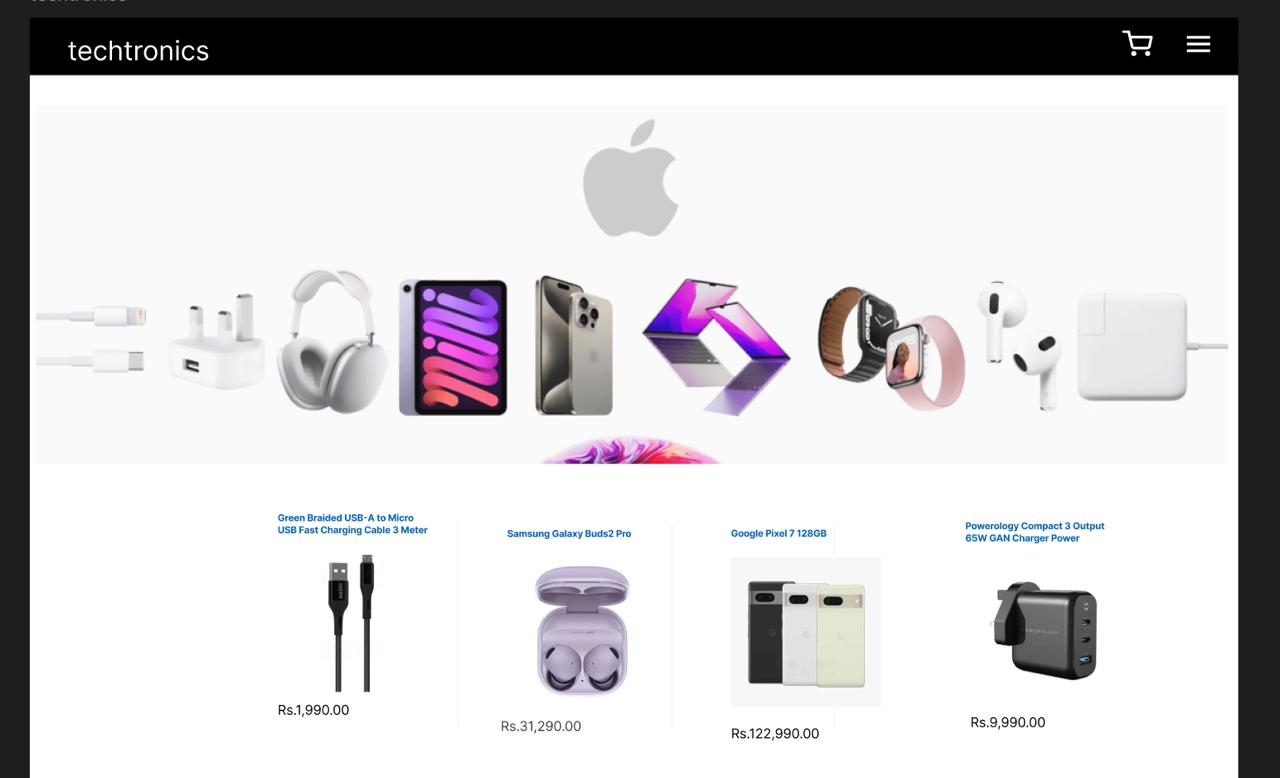 techtronics
techtronics
Green Braided USB-A to Micro
USB Fast Charging Cable 3 Meter
Samsung Galaxy Buds2 Pro
Google Pixel 7 128GB
Powerology Compact 3 Output
65W GAN Charger Power
POWEROLOGY
Rs.1,990.00
Rs.31,290.00
Rs.122,990.00
Rs.9,990.00